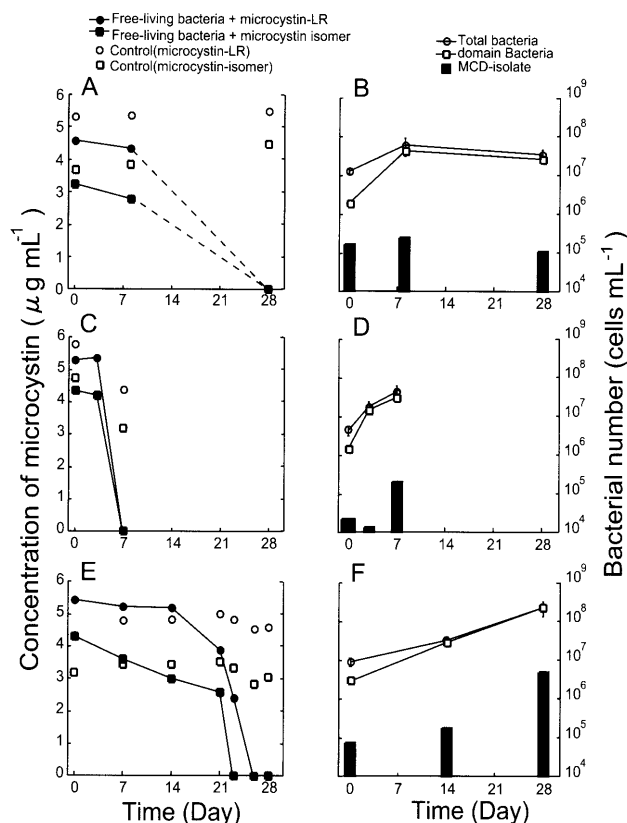 Free-living bacteria + microcystin-LR
Free-living bacteria + microcystin isomer
Control(microcystin-LR)
Control(microcystin-isomer)
Total bacteria
domain Bacteria
MCD-isolate
A
6
5
4
3
2
1
0
0 7 14 21 28
B
10⁹
10⁸
10⁷
10⁶
10⁵
10⁴
0 7 14 21 28
C
6
5
4
3
2
1
0
0 7 14 21 28
D
10⁹
10⁸
10⁷
10⁶
10⁵
10⁴
0 7 14 21 28
E
6
5
4
3
2
1
0
0 7 14 21 28
F
10⁹
10⁸
10⁷
10⁶
10⁵
10⁴
0 7 14 21 28
Concentration of microcystin (μg mL⁻¹)
Bacterial number (cells mL⁻¹)
Time (Day)
Time (Day)